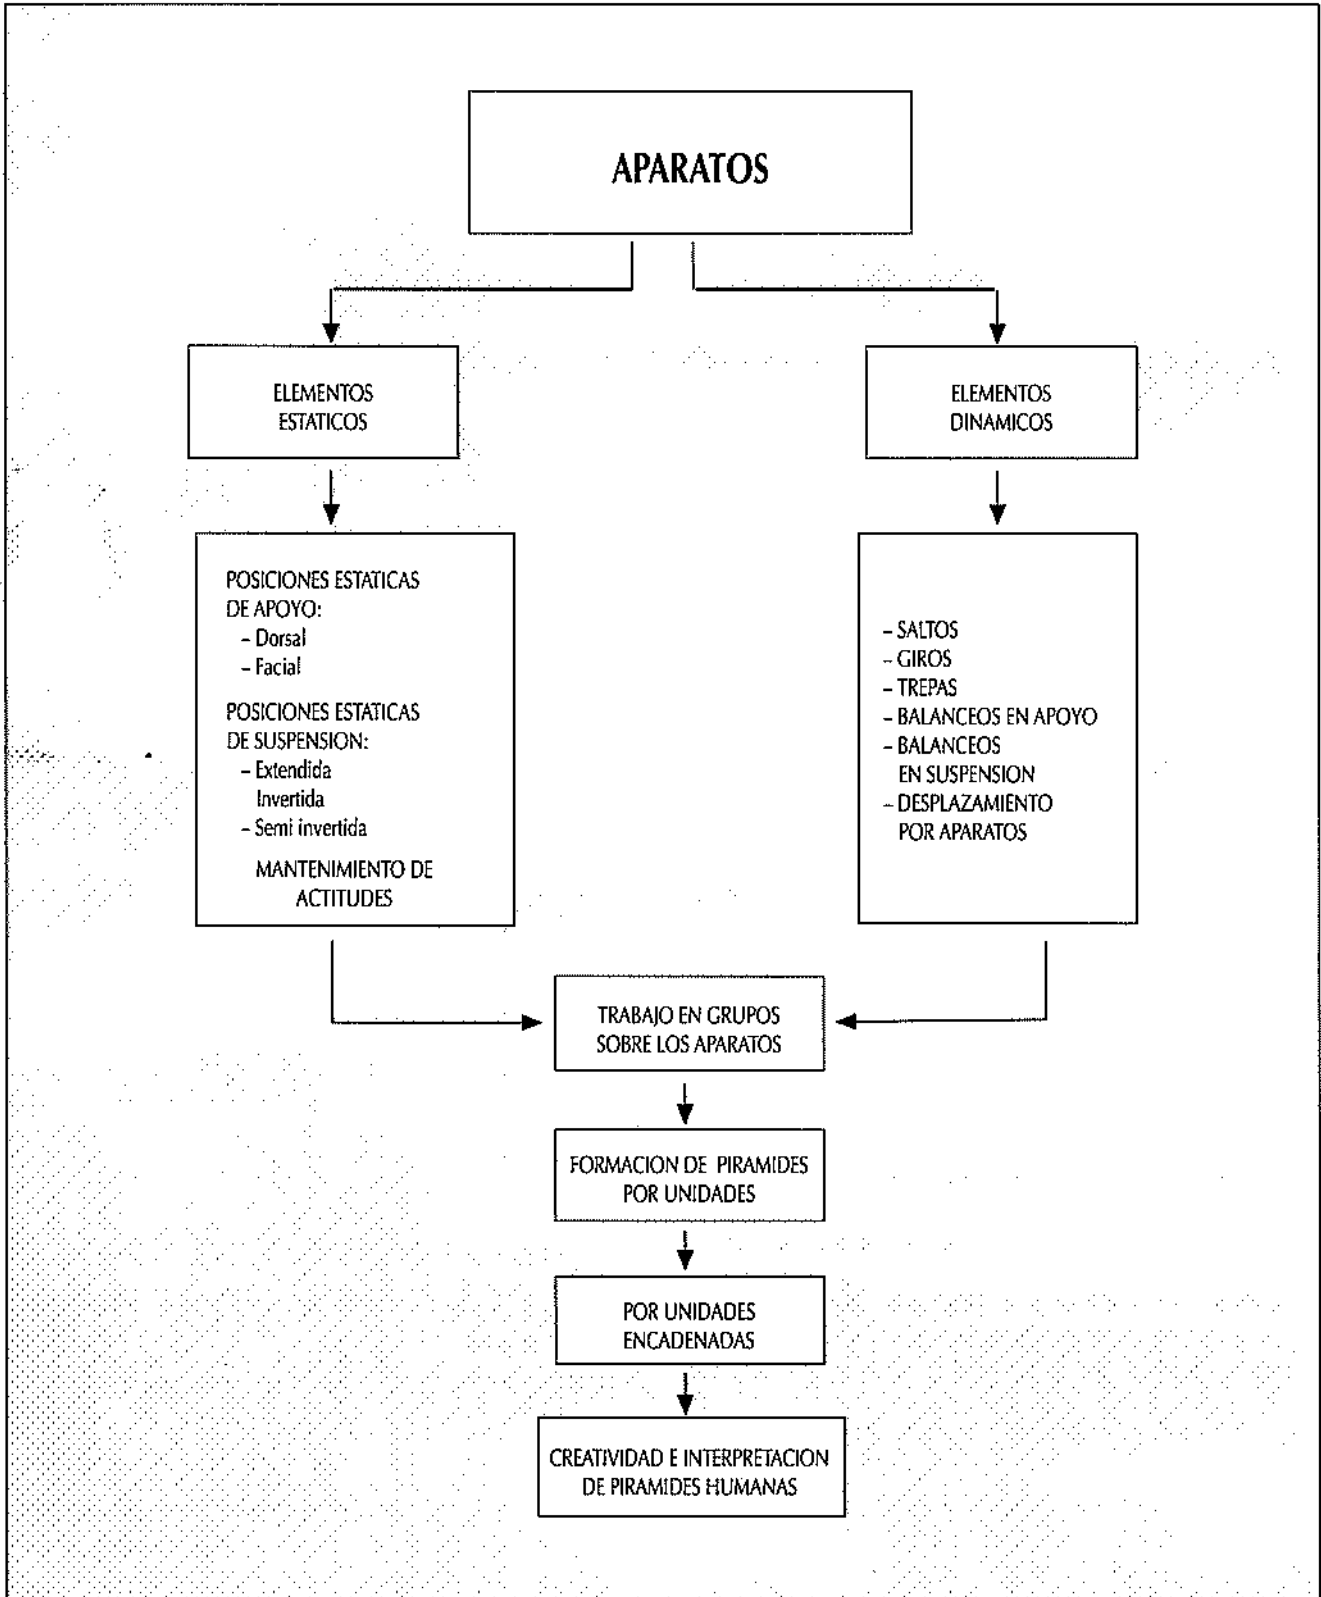 APARATOS
ELEMENTOS
ESTATICOS
ELEMENTOS
DINAMICOS
POSICIONES ESTATICAS
DE APOYO:
– Dorsal
– Facial
POSICIONES ESTATICAS
DE SUSPENSION:
– Extendida
Invertida
– Semi invertida
MANTENIMIENTO DE
ACTITUDES
– SALTOS
– GIROS
– TREPAS
– BALANCEOS EN APOYO
– BALANCEOS
EN SUSPENSION
– DESPLAZAMIENTO
POR APARATOS
TRABAJO EN GRUPOS
SOBRE LOS APARATOS
FORMACION DE PIRAMIDES
POR UNIDADES
POR UNIDADES
ENCADENADAS
CREATIVIDAD E INTERPRETACION
DE PIRAMIDES HUMANAS